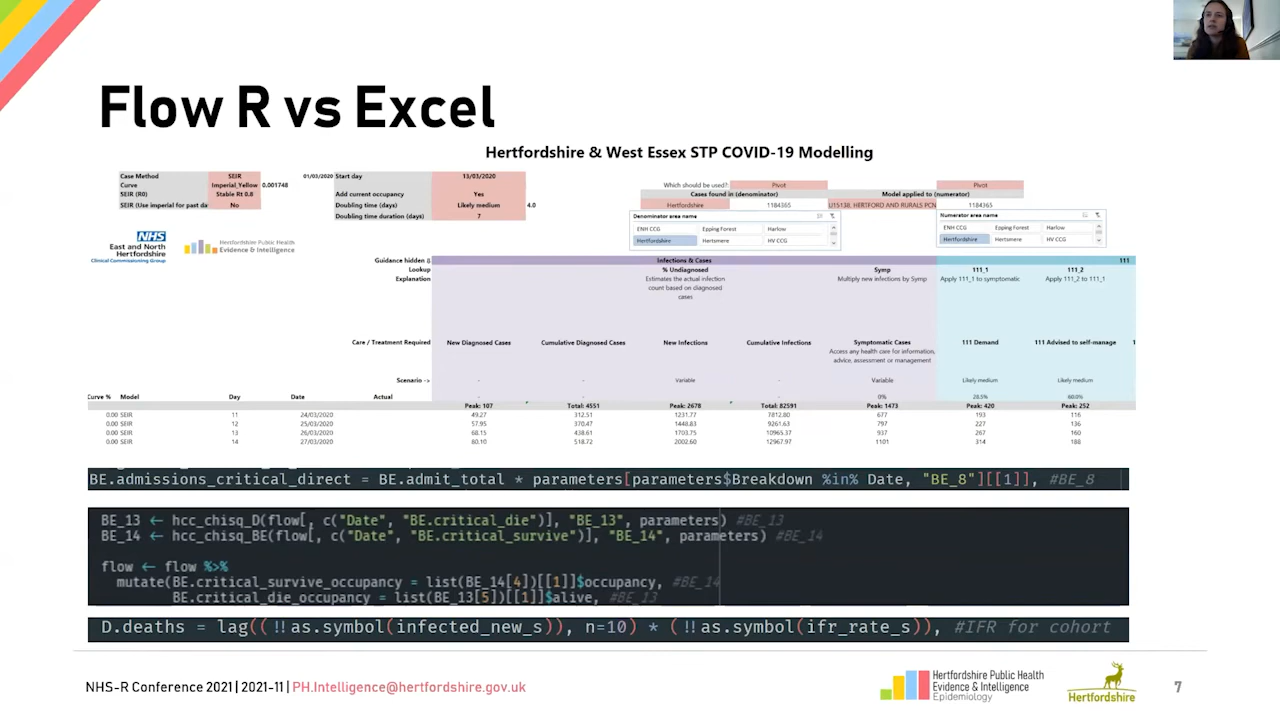 Flow R vs Excel
Hertfordshire & West Essex STP COVID-19 Modelling
Case Method SEIR 01/03/2020 Start day 13/03/2020
Curve Imperial_Yellow 0.001748
SEIR (R0) Stable Rt 0.8 Add current occupancy Yes
SEIR (Use imperial for past da No Doubling time (days) Likely medium 4.0
Doubling time duration (days) 7
Which should be used?: Pivot Pivot
Cases found in (denominator) Model applied to (numerator)
Hertfordshire 1184365 U15138, HERTFORD AND RURALS PCN 1184365
Denominator area name Numerator area name
ENH CCG Epping Forest Harlow ENH CCG Epping Forest Harlow
Hertfordshire Hertsmere HV CCG Hertfordshire Hertsmere HV CCG
NHS
East and North
Hertfordshire
Clinical Commissioning Group
Hertfordshire Public Health
Evidence & Intelligence
Guidance hidden Infections & Cases 111
Lookup % Undiagnosed Symp 111_1 111_2
Explanation Estimates the actual infection Multiply new infections by Symp Apply 111_1 to symptomatic Apply 111_2 to 111_1
count based on diagnosed
cases
Care / Treatment Required New Diagnosed Cases Cumulative Diagnosed Cases New Infections Cumulative Infections Symptomatic Cases 111 Demand 111 Advised to self-manage 1
Access any health care for information,
advice, assessment or management
Scenario -> - - Variable - Variable Likely medium Likely medium
Curve % Model Day Date Actual - - - - 0% 28.5% 60.0%
Peak: 107 Total: 4551 Peak: 2678 Total: 82591 Peak: 1473 Peak: 420 Peak: 252
0.00 SEIR 11 24/03/2020 49.27 312.51 1231.77 7812.80 677 193 116
0.00 SEIR 12 25/03/2020 57.95 370.47 1448.83 9261.63 797 227 136
0.00 SEIR 13 26/03/2020 68.15 438.61 1703.75 10965.37 937 267 160
0.00 SEIR 14 27/03/2020 80.10 518.72 2002.60 12967.97 1101 314 188
BE.admissions_critical_direct = BE.admit_total * parameters[parameters$Breakdown %in% Date, "BE_8"][[1]], #BE_8
BE_13 ← hcc_chisq_D(flow[, c("Date", "BE.critical_die")], "BE_13", parameters) #BE_13
BE_14 ← hcc_chisq_BE(flow[, c("Date", "BE.critical_survive")], "BE_14", parameters) #BE_14
flow ← flow %>%
mutate(BE.critical_survive_occupancy = list(BE_14[4])[[1]]$occupancy, #BE_14
BE.critical_die_occupancy = list(BE_13[5])[[1]]$alive, #BE_13
D.deaths = lag((!!as.symbol(infected_new_s)), n=10) * (!!as.symbol(ifr_rate_s)), #IFR for cohort
NHS-R Conference 2021 | 2021-11 | PH.Intelligence@hertfordshire.gov.uk
Hertfordshire Public Health
Evidence & Intelligence
Epidemiology
Hertfordshire
7